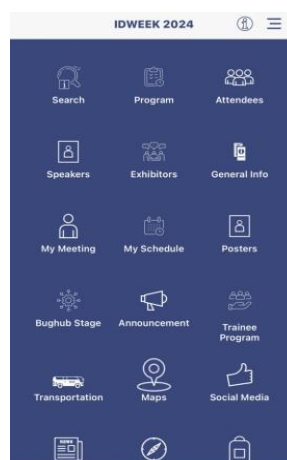 IDWEEK 2024
Search
Program
Attendees
Speakers
Exhibitors
General Info
My Meeting
My Schedule
Posters
Bughub Stage
Announcement
Trainee
Program
Transportation
Maps
Social Media
NEWS